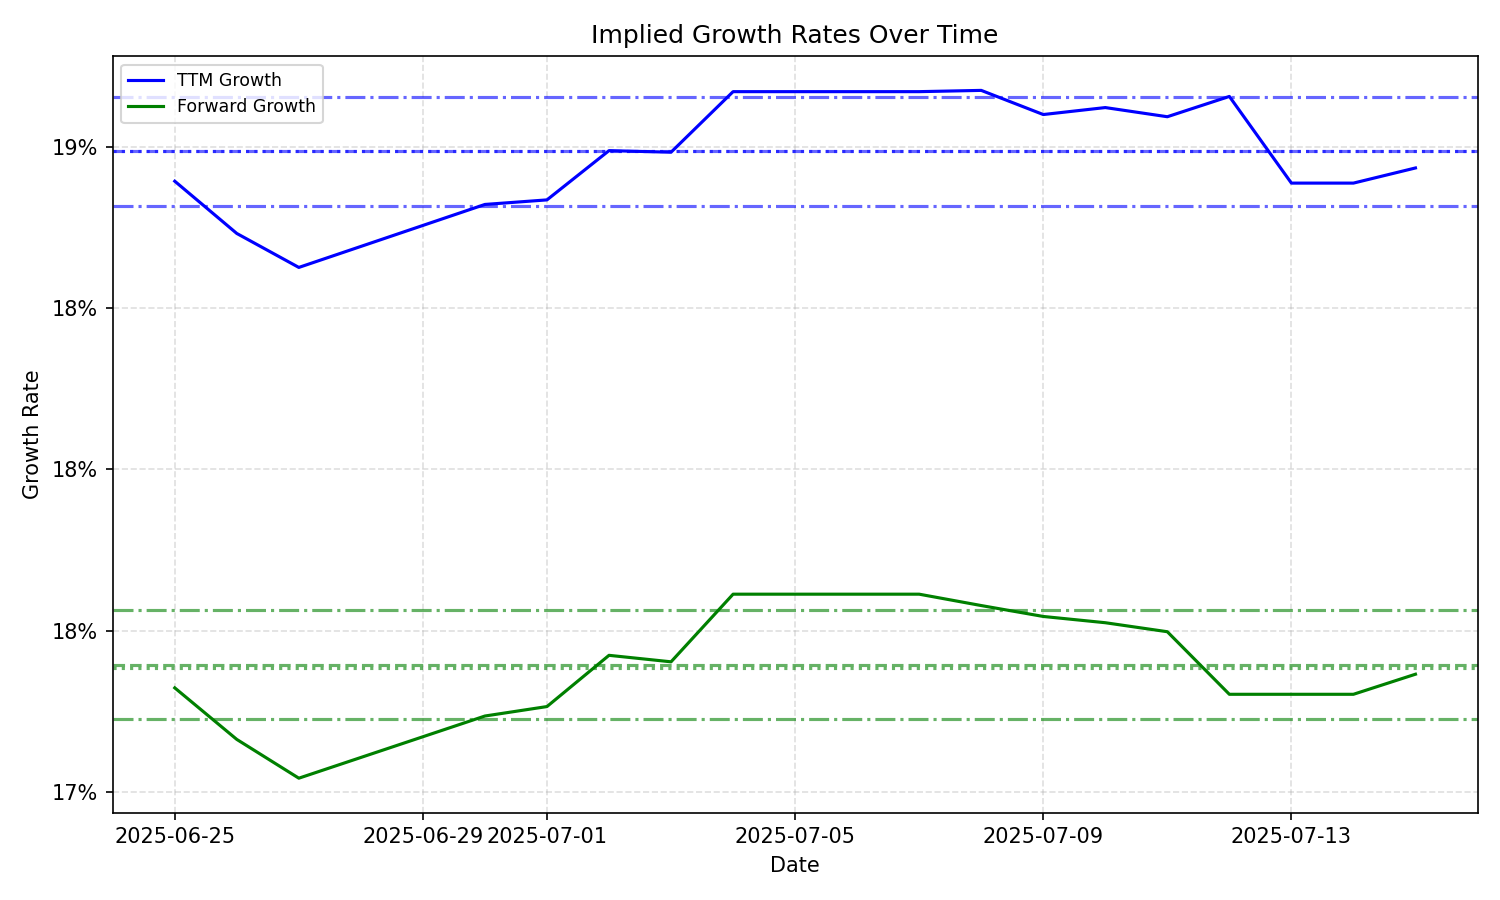 Implied Growth Rates Over Time
TTM Growth
Forward Growth
19%
18%
18%
18%
17%
Growth Rate
2025-06-25
2025-06-29
2025-07-01
2025-07-05
2025-07-09
2025-07-13
Date